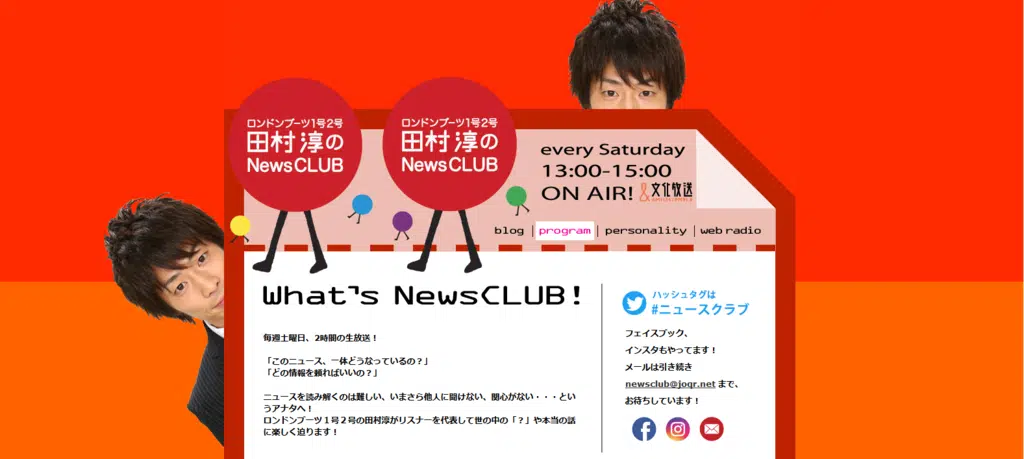 ロンドンブーツ1号2号
田村 淳の
NewsCLUB
ロンドンブーツ1号2号
田村 淳の
NewsCLUB
every Saturday
13:00-15:00
ON AIR! 文化放送
blog | program | personality | web radio
What's NewsCLUB!
毎週土曜日、2時間の生放送！
「このニュース、一体どうなっているの？」
「どの情報を頼ればいいの？」
ニュースを読み解くのは難しい、いまさら他人に聞けない、関心がない・・・とい
うアナタへ！
ロンドンブーツ１号２号の田村淳がリスナーを代表して世の中の「？」や本当の話
に楽しく迫ります！
ハッシュタグは
#ニュースクラブ
フェイスブック、
インスタもやってます！
メールは引き続き
newsclub@joqr.net まで、
お待ちしています！